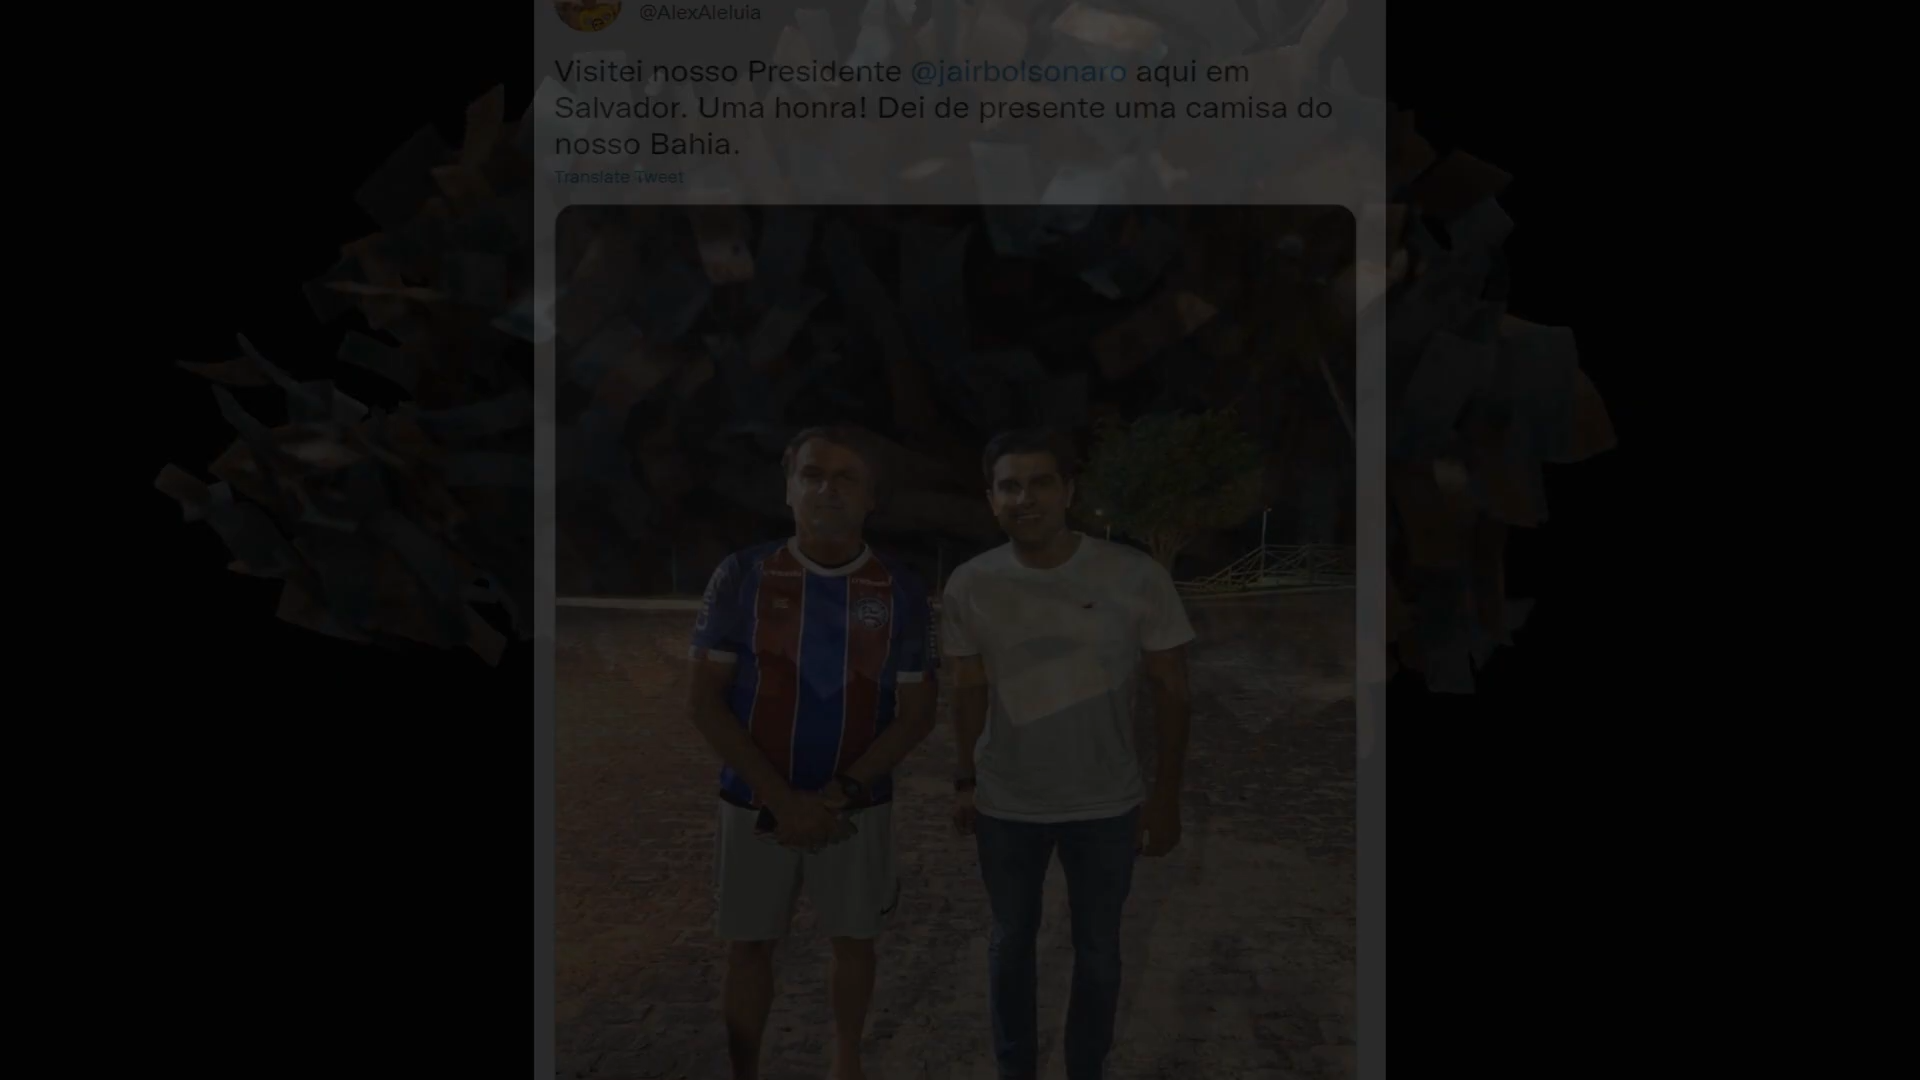 @AlexAleluia
Visitei nosso Presidente @jairbolsonaro aqui em
Salvador. Uma honra! Dei de presente uma camisa do
nosso Bahia.
Translate Tweet